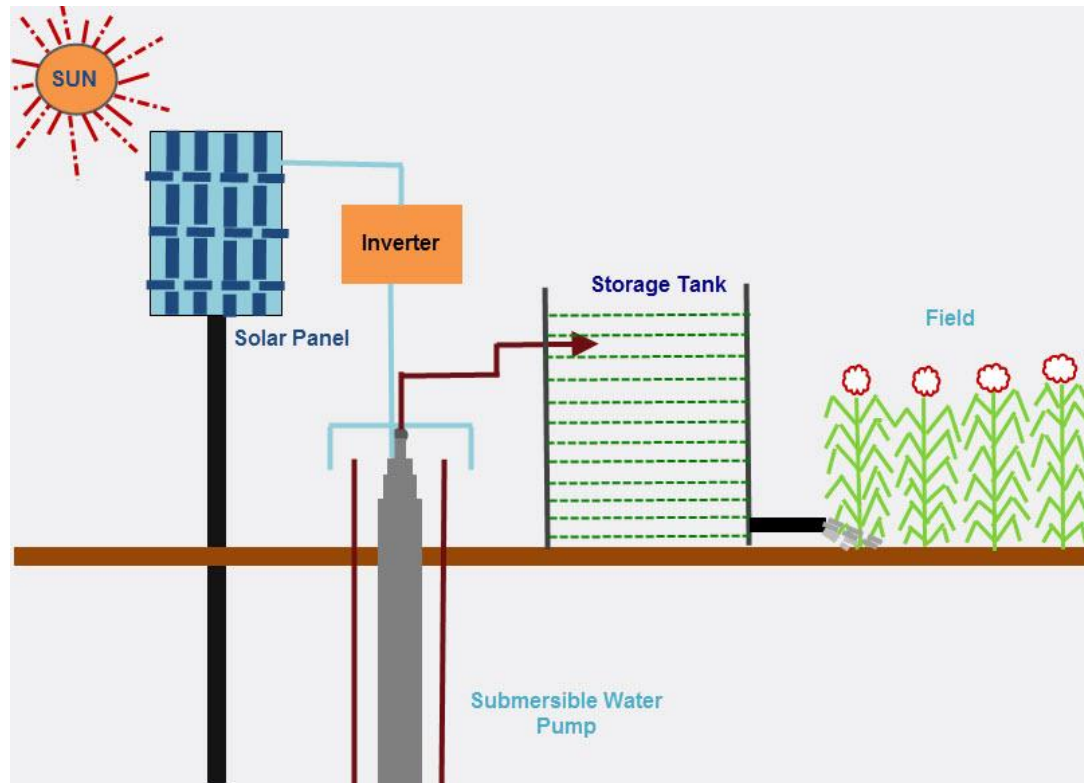 SUN
Inverter
Storage Tank
Field
Solar Panel
Submersible Water
Pump